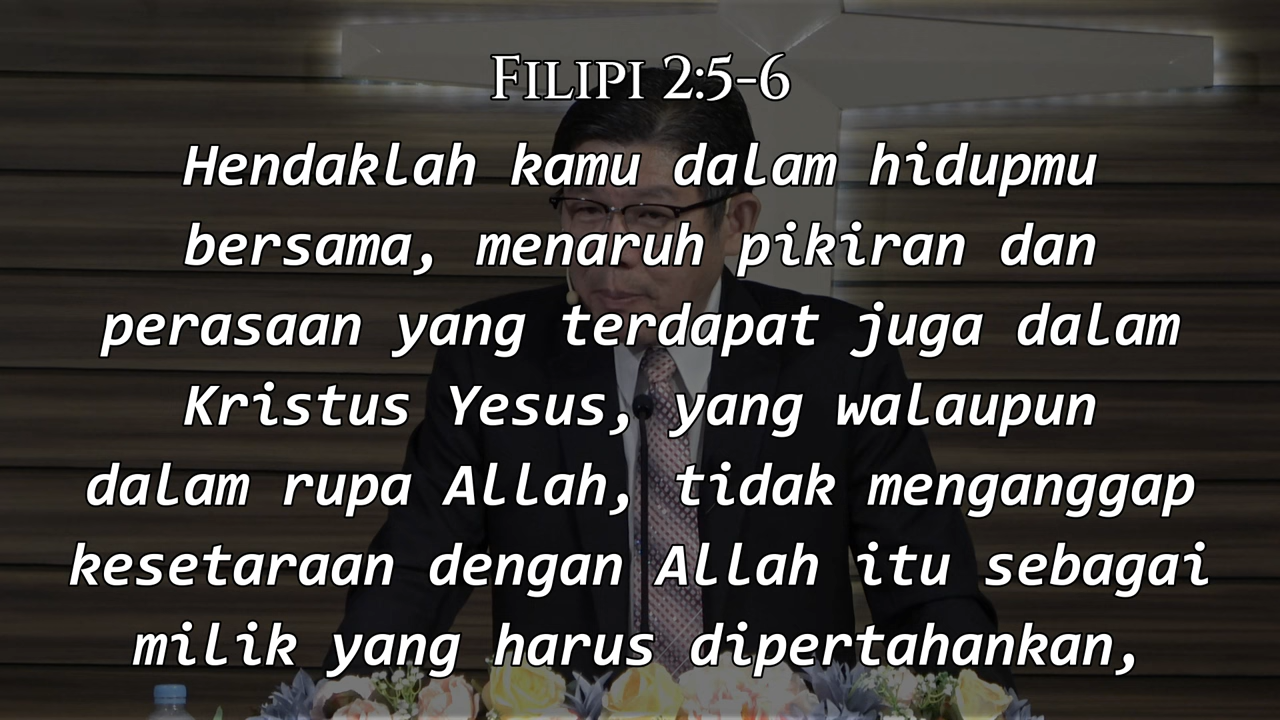 FILIPI 2:5-6
Hendaklah kamu dalam hidupmu
bersama, menaruh pikiran dan
perasaan yang terdapat juga dalam
Kristus Yesus, yang walaupun
dalam rupa Allah, tidak menganggap
kesetaraan dengan Allah itu sebagai
milik yang harus dipertahankan,